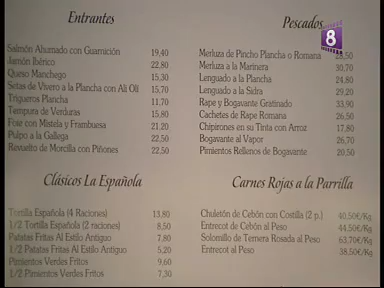 Entrantes
Salmón Ahumado con Guarnición 19,40
Jamón Ibérico 22,80
Queso Manchego 15,30
Setas de Vivero a la Plancha con Ali Oli 15,70
Trigueros Plancha 11,70
Tempura de Verduras 15,80
Foie con Mistela y Frambuesa 21,20
Pulpo a la Gallega 22,50
Revuelto de Morcilla con Piñones 22,50
Pescados
8
Merluza de Pincho Plancha o Romana 28,50
Merluza a la Marinera 30,70
Lenguado a la Plancha 24,80
Lenguado a la Sidra 29,20
Rape y Bogavante Gratinado 33,90
Cachetes de Rape Romana 26,50
Chipirones en su Tinta con Arroz 17,80
Bogavante al Vapor 26,70
Pimientos Rellenos de Bogavante 20,50
Clásicos La Española
Tortilla Española (4 Raciones) 13,80
1/2 Tortilla Española (2 raciones) 8,50
Patatas Fritas Al Estilo Antiguo 7,80
1/2 Patatas Fritas Al Estilo Antiguo 5,20
Pimientos Verdes Fritos 9,60
1/2 Pimientos Verdes Fritos 7,30
Carnes Rojas a la Parrilla
Chuletón de Cebón con Costilla (2 p.) 40,50€/Kg
Entrecot de Cebón al Peso 44,50€/Kg
Solomillo de Ternera Rosada al Peso 63,70€/Kg
Entrecot al Peso 38,50€/Kg